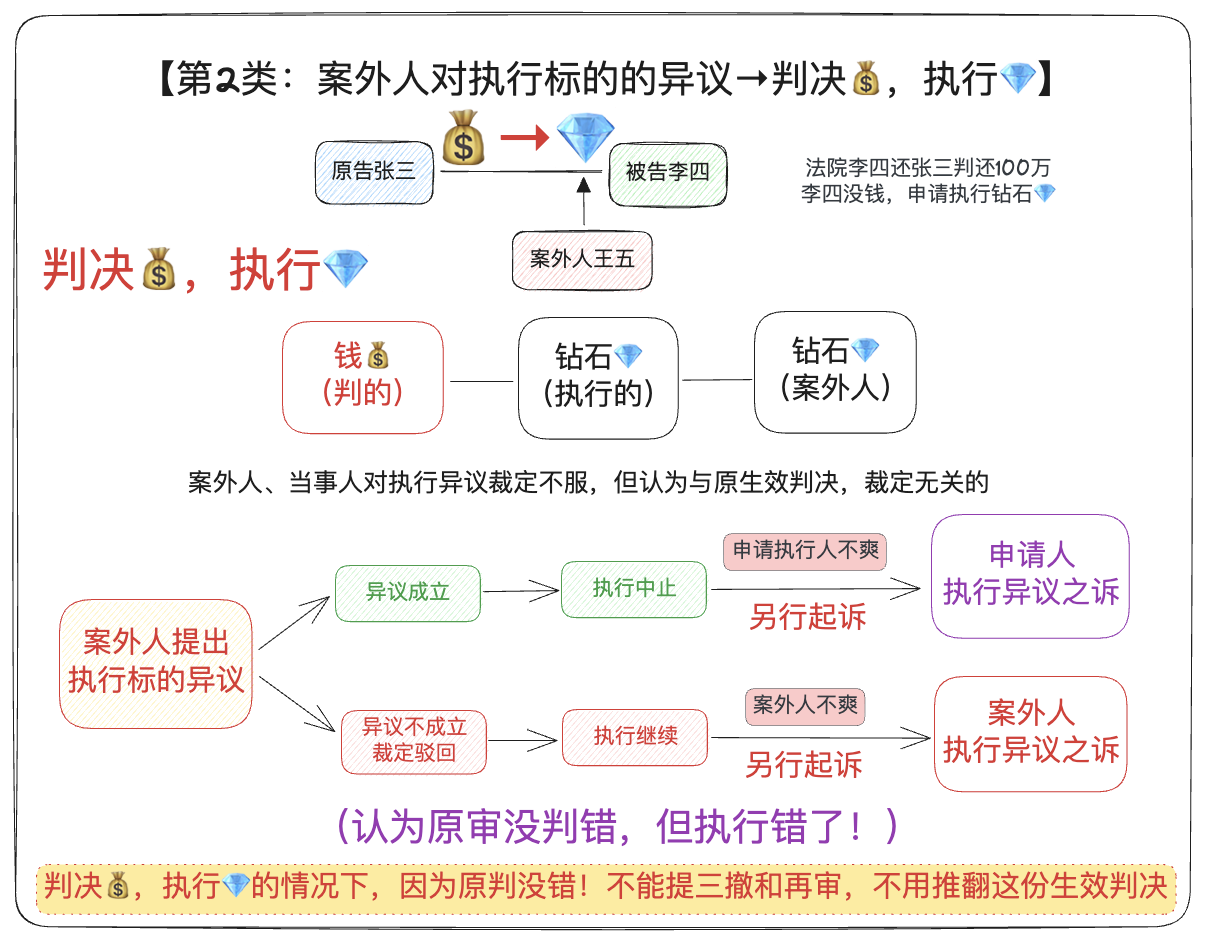 【第2类：案外人对执行标的的异议→判决💰，执行💎】
原告张三
被告李四
法院李四还张三判还100万
李四没钱，申请执行钻石💎
案外人王五
判决💰，执行💎
钱💰
（判的）
钻石💎
（执行的）
钻石💎
（案外人）
案外人、当事人对执行异议裁定不服，但认为与原生效判决，裁定无关的
案外人提出
执行标的异议
异议成立
执行中止
申请执行人不爽
另行起诉
申请人
执行异议之诉
异议不成立
裁定驳回
执行继续
案外人不爽
另行起诉
案外人
执行异议之诉
（认为原审没判错，但执行错了！）
判决💰，执行💎的情况下，因为原判没错！不能提三撤和再审，不用推翻这份生效判决